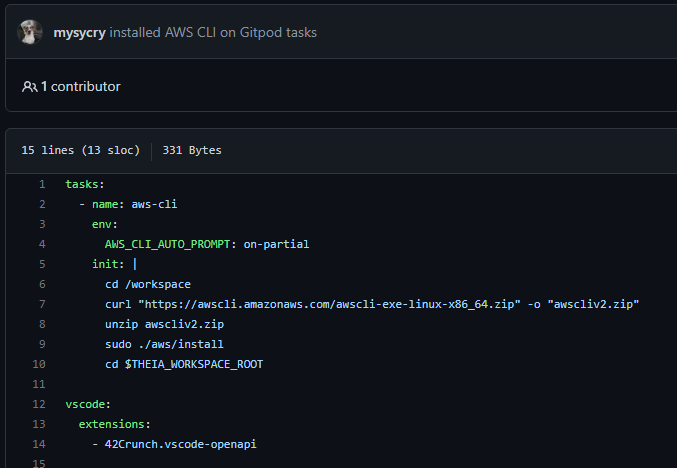 mysycry installed AWS CLI on Gitpod tasks
1 contributor
15 lines (13 sloc) 331 Bytes
1 tasks:
2 - name: aws-cli
3 env:
4 AWS_CLI_AUTO_PROMPT: on-partial
5 init: |
6 cd /workspace
7 curl "https://awscli.amazonaws.com/awscli-exe-linux-x86_64.zip" -o "awscliv2.zip"
8 unzip awscliv2.zip
9 sudo ./aws/install
10 cd $THEIA_WORKSPACE_ROOT
11
12 vscode:
13 extensions:
14 - 42Crunch.vscode-openapi
15